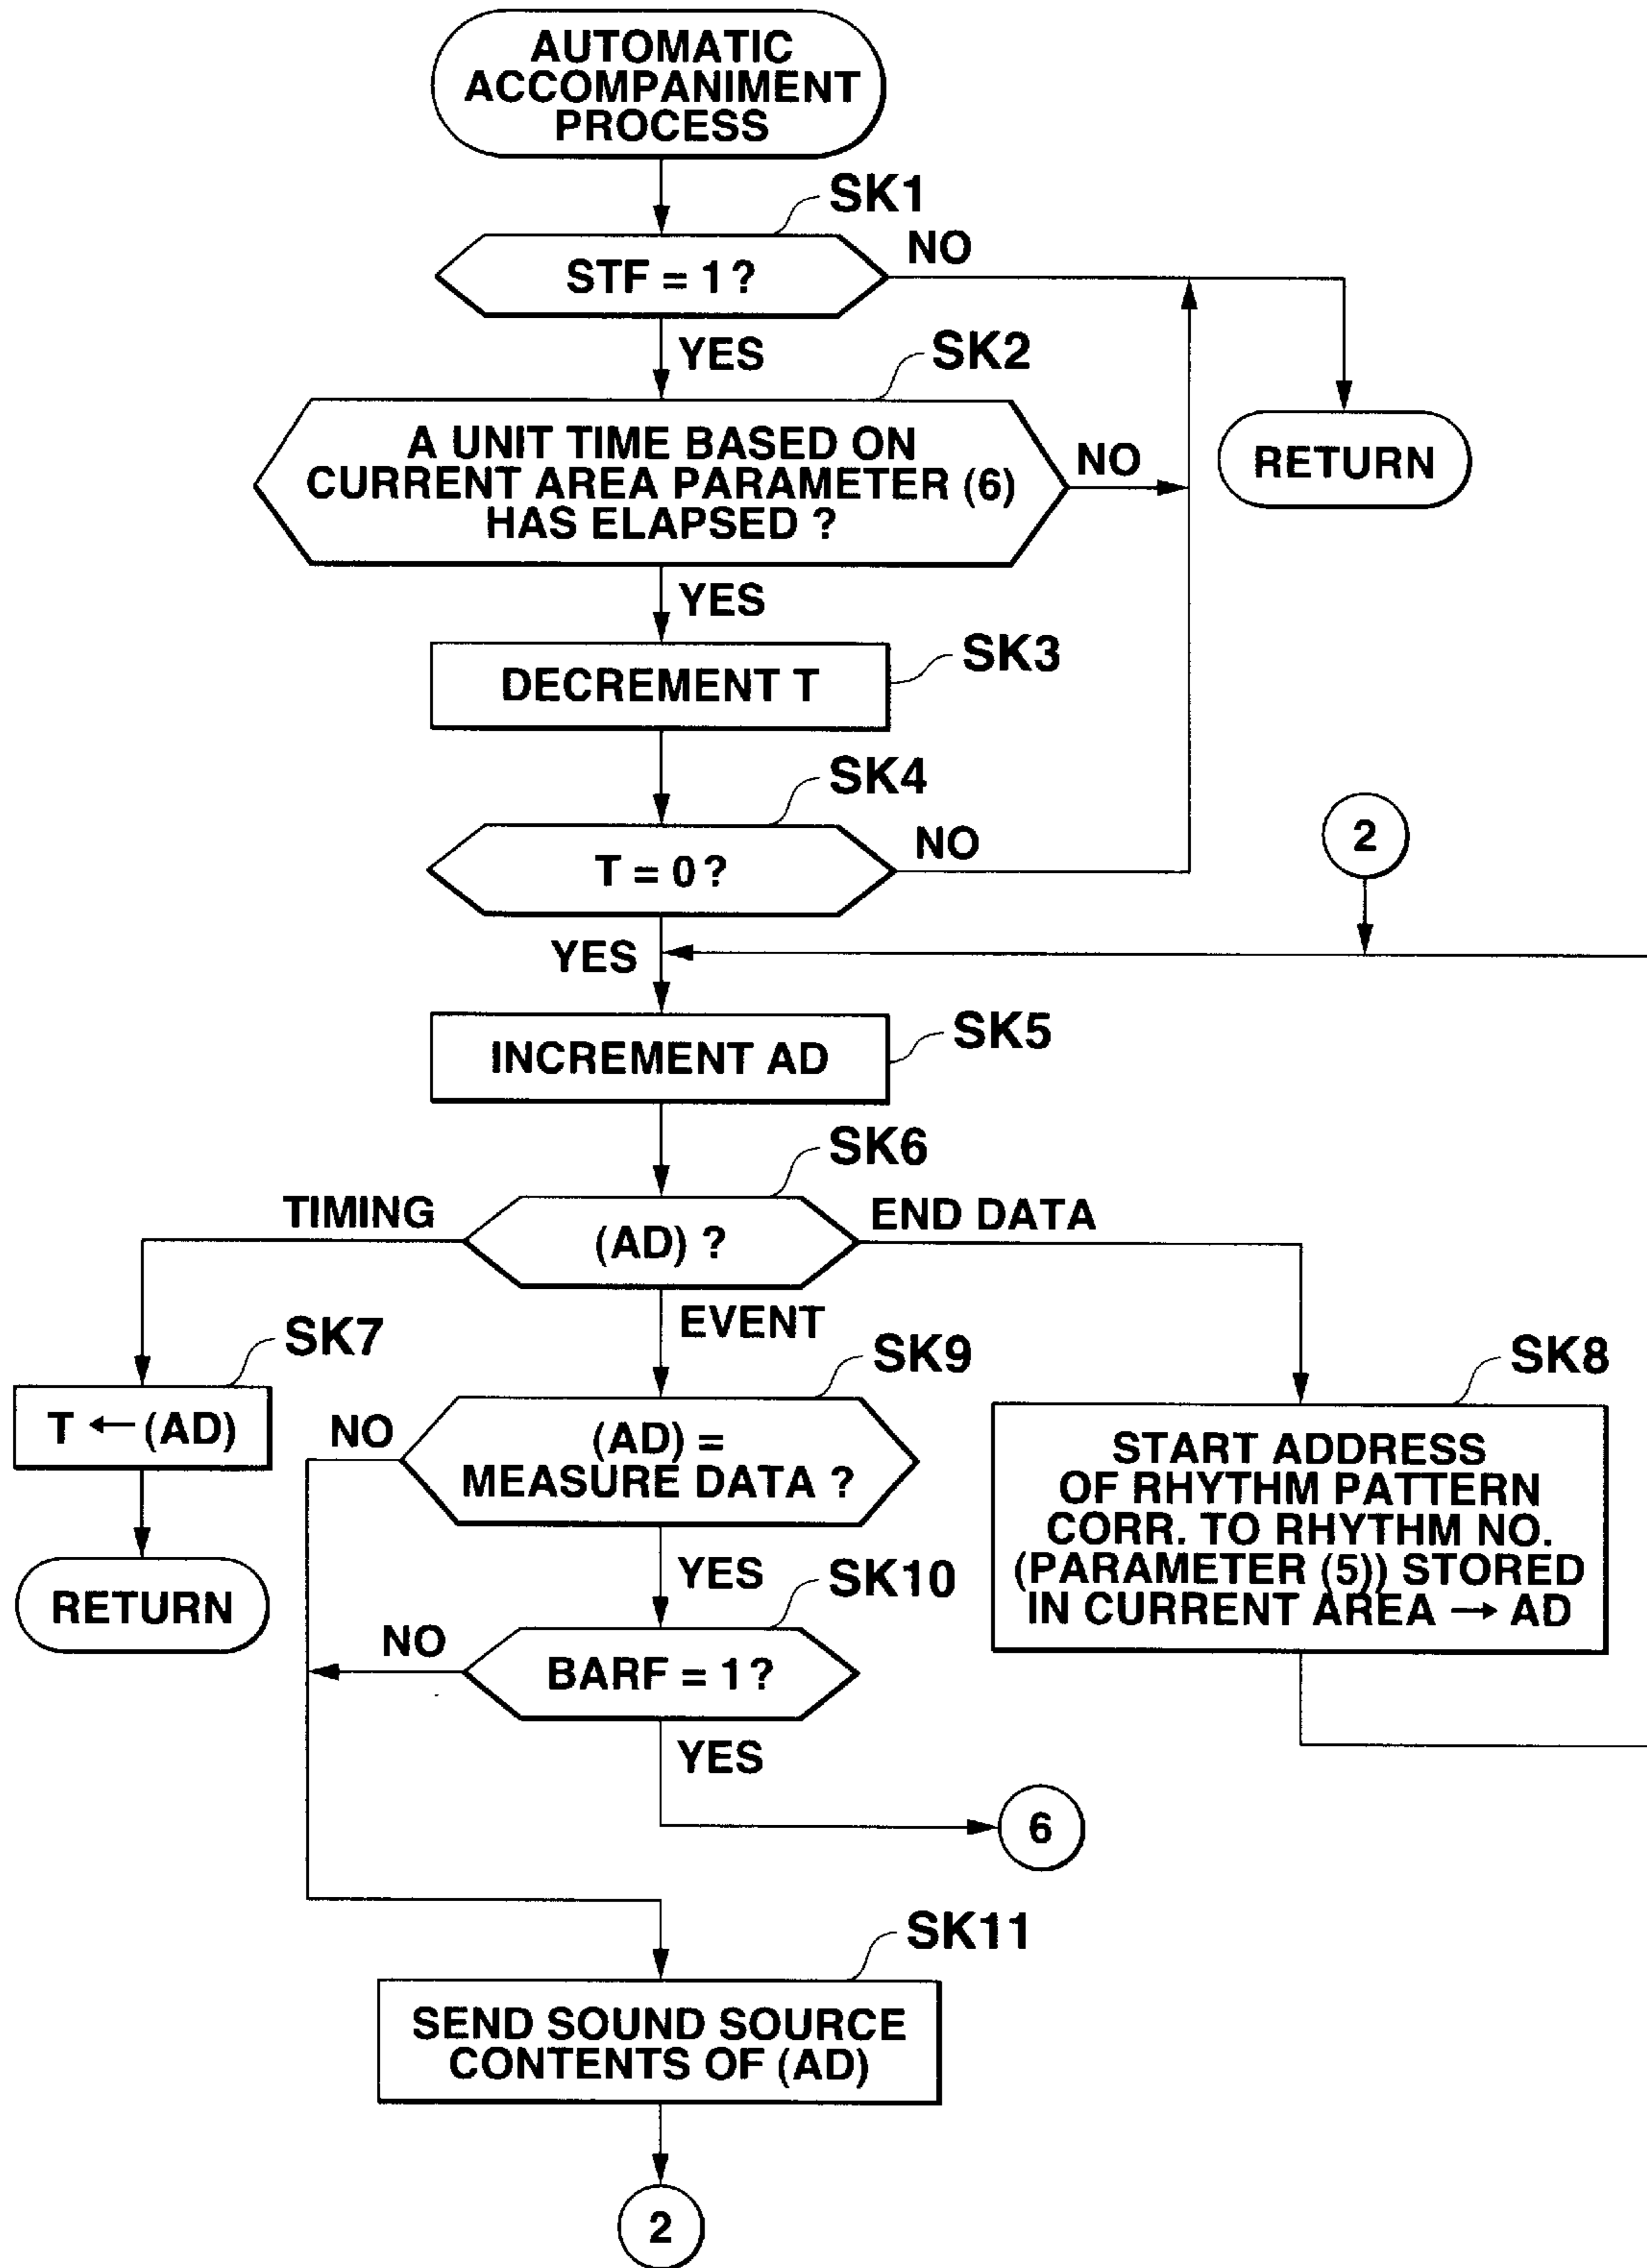 AUTOMATIC
ACCOMPANIMENT
PROCESS
SK1
STF = 1 ?
NO
YES
SK2
A UNIT TIME BASED ON
CURRENT AREA PARAMETER (6)
HAS ELAPSED ?
NO
RETURN
YES
DECREMENT T
SK3
SK4
T = 0 ?
NO
2
YES
INCREMENT AD
SK5
SK6
TIMING
(AD) ?
END DATA
EVENT
SK7
T ← (AD)
RETURN
SK9
NO
(AD) =
MEASURE DATA ?
SK8
START ADDRESS
OF RHYTHM PATTERN
CORR. TO RHYTHM NO.
(PARAMETER (5)) STORED
IN CURRENT AREA → AD
YES
SK10
NO
BARF = 1 ?
YES
6
SK11
SEND SOUND SOURCE
CONTENTS OF (AD)
2